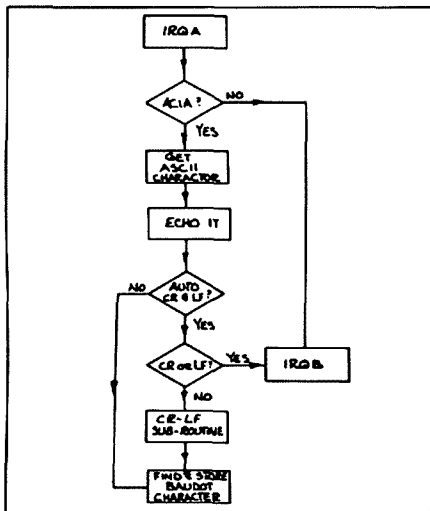 IRQA
ACIA?
NO
YES
GET
ASCII
CHARACTOR
ECHO IT
NO
AUTO
CR & LF?
YES
CR OR LF?
YES
IRQB
NO
CR-LF
SUB-ROUTINE
FIND & STORE
BAUDOT
CHARACTER